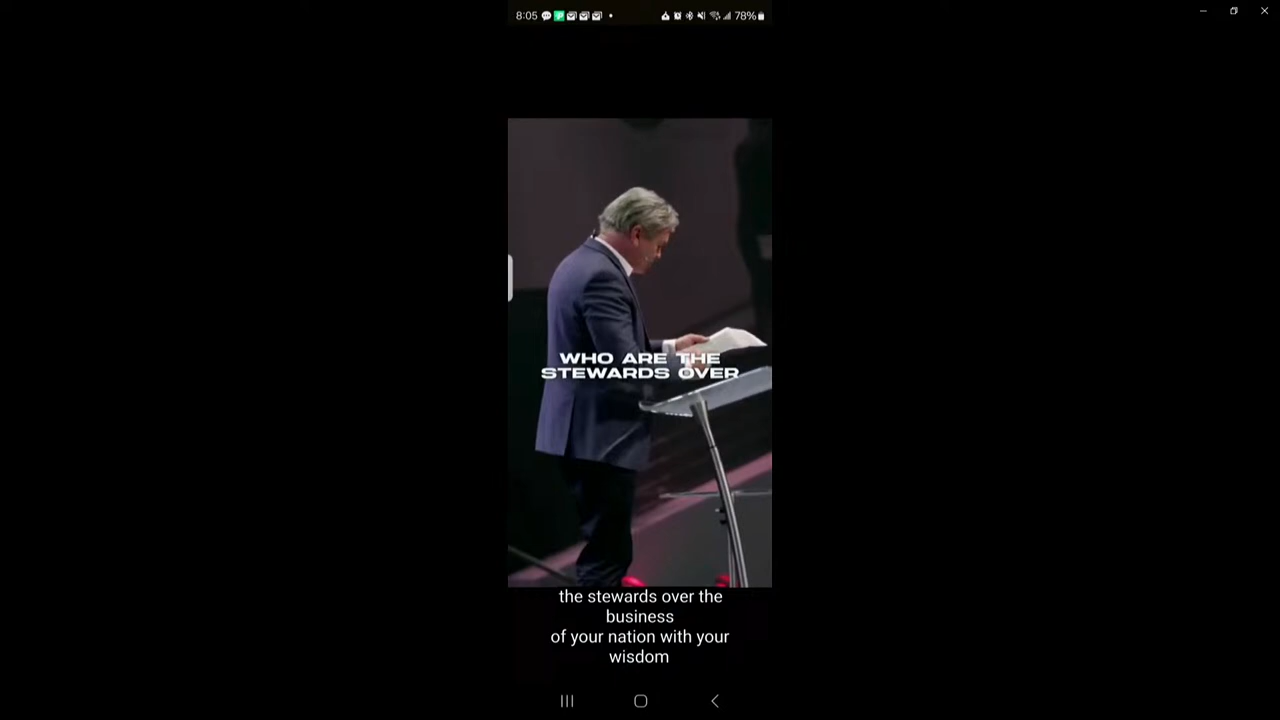 8:05
78%
WHO ARE THE
STEWARDS OVER
the stewards over the
business
of your nation with your
wisdom